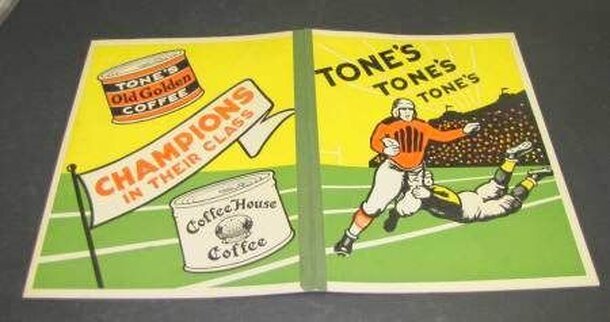 TONE'S
Old Golden
COFFEE
CHAMPIONS
IN THEIR CLASS
Coffee House
Coffee
TONE'S
TONE'S
TONE'S